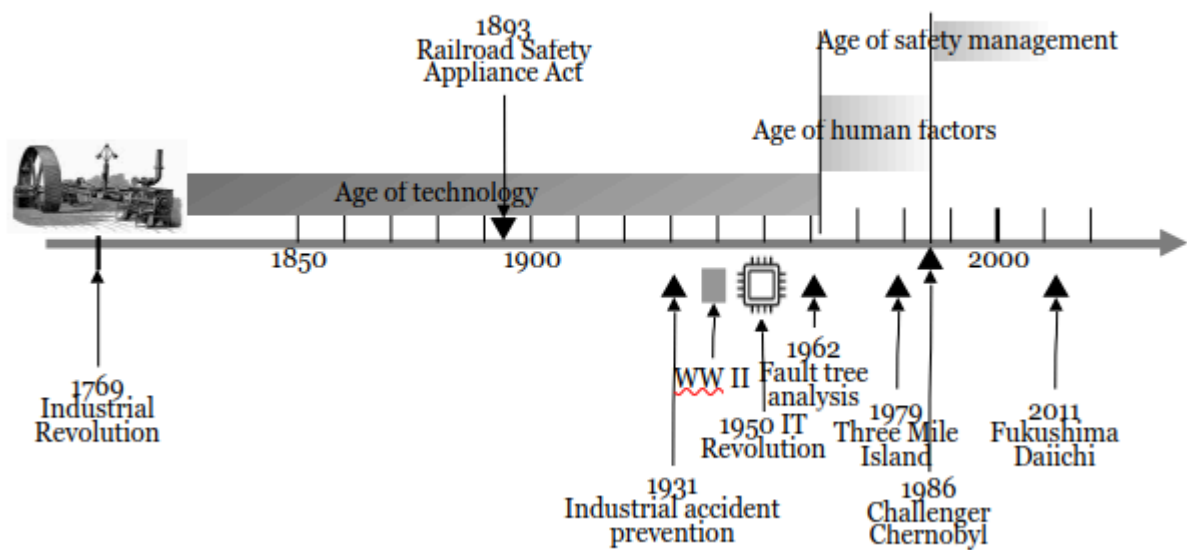 1893
Railroad Safety
Appliance Act
Age of safety management
Age of human factors
Age of technology
1850
1900
2000
1769
Industrial
Revolution
1931
Industrial accident
prevention
WW II
1950 IT
Revolution
1962
Fault tree
analysis
1979
Three Mile
Island
1986
Challenger
Chernobyl
2011
Fukushima
Daiichi